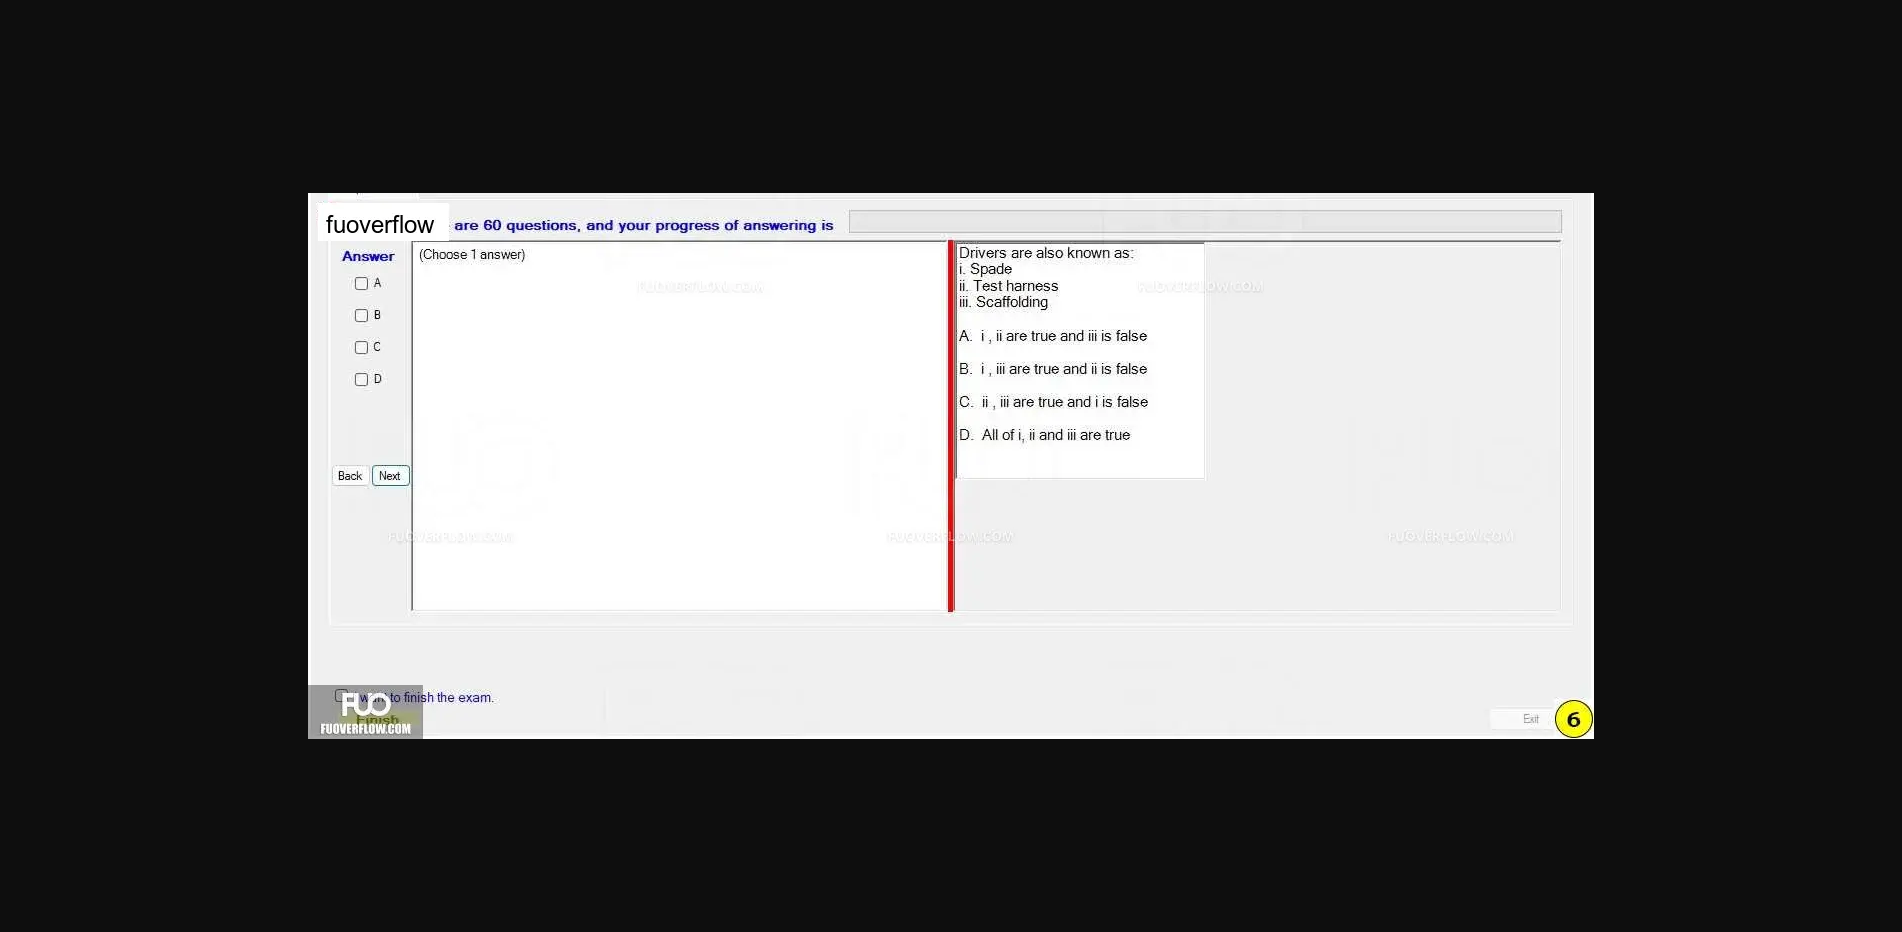 fuoverflow are 60 questions, and your progress of answering is
Answer
(Choose 1 answer)
A
B
C
D
Back Next
Drivers are also known as:
i. Spade
ii. Test harness
iii. Scaffolding
A. i , ii are true and iii is false
B. i , iii are true and ii is false
C. ii , iii are true and i is false
D. All of i, ii and iii are true
FUOVERFLOW.COM FUOVERFLOW.COM
FUOVERFLOW.COM FUOVERFLOW.COM FUOVERFLOW.COM
I want to finish the exam.
Finish
FUO
FUOVERFLOW.COM
Exit 6